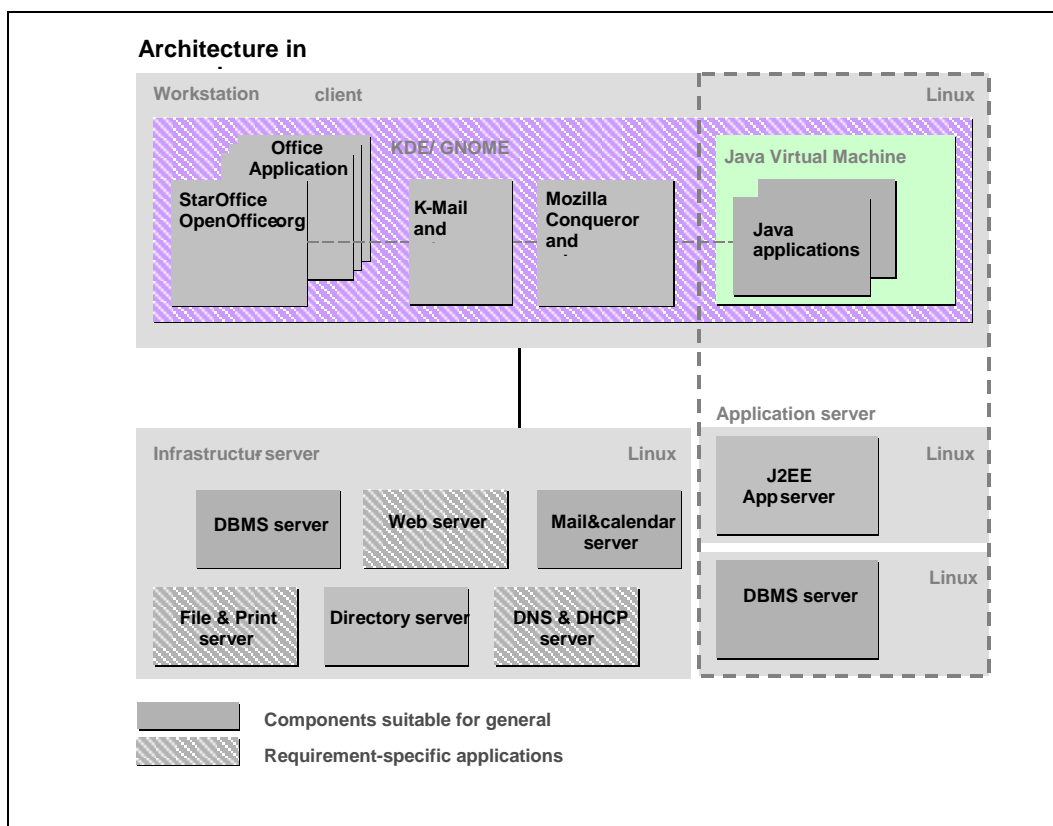 Architecture in
Workstation client
Linux
KDE/ GNOME
Office
Application
StarOffice
OpenOffice.org
K-Mail
and
Mozilla
Conqueror
and
Java Virtual Machine
Java
applications
Application server
Infrastructur-server
Linux
DBMS server
Web server
Mail&calendar
server
File & Print
server
Directory server
DNS & DHCP
server
Linux
J2EE
App server
Linux
DBMS server
Components suitable for general
Requirement-specific applications